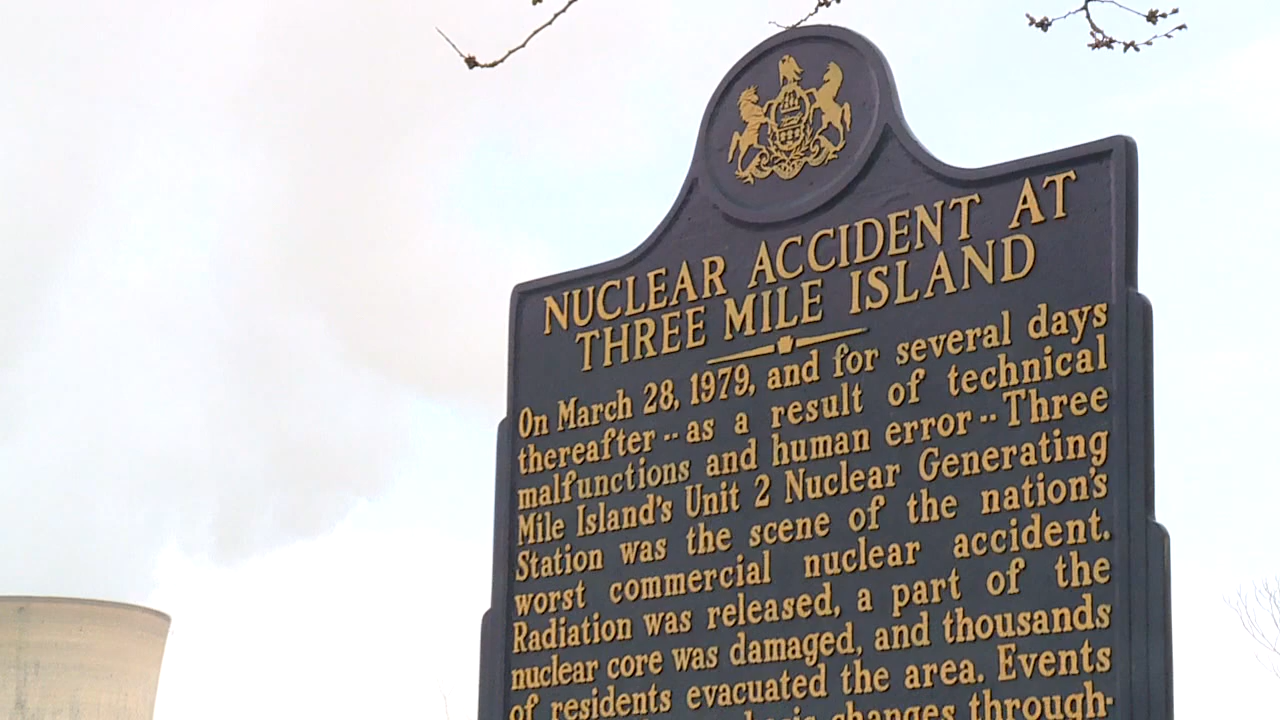 NUCLEAR ACCIDENT AT
THREE MILE ISLAND
On March 28, 1979, and for several days
thereafter -- as a result of technical
malfunctions and human error -- Three
Mile Island's Unit 2 Nuclear Generating
Station was the scene of the nation's
worst commercial nuclear accident.
Radiation was released, a part of the
nuclear core was damaged, and thousands
of residents evacuated the area. Events
changes through-